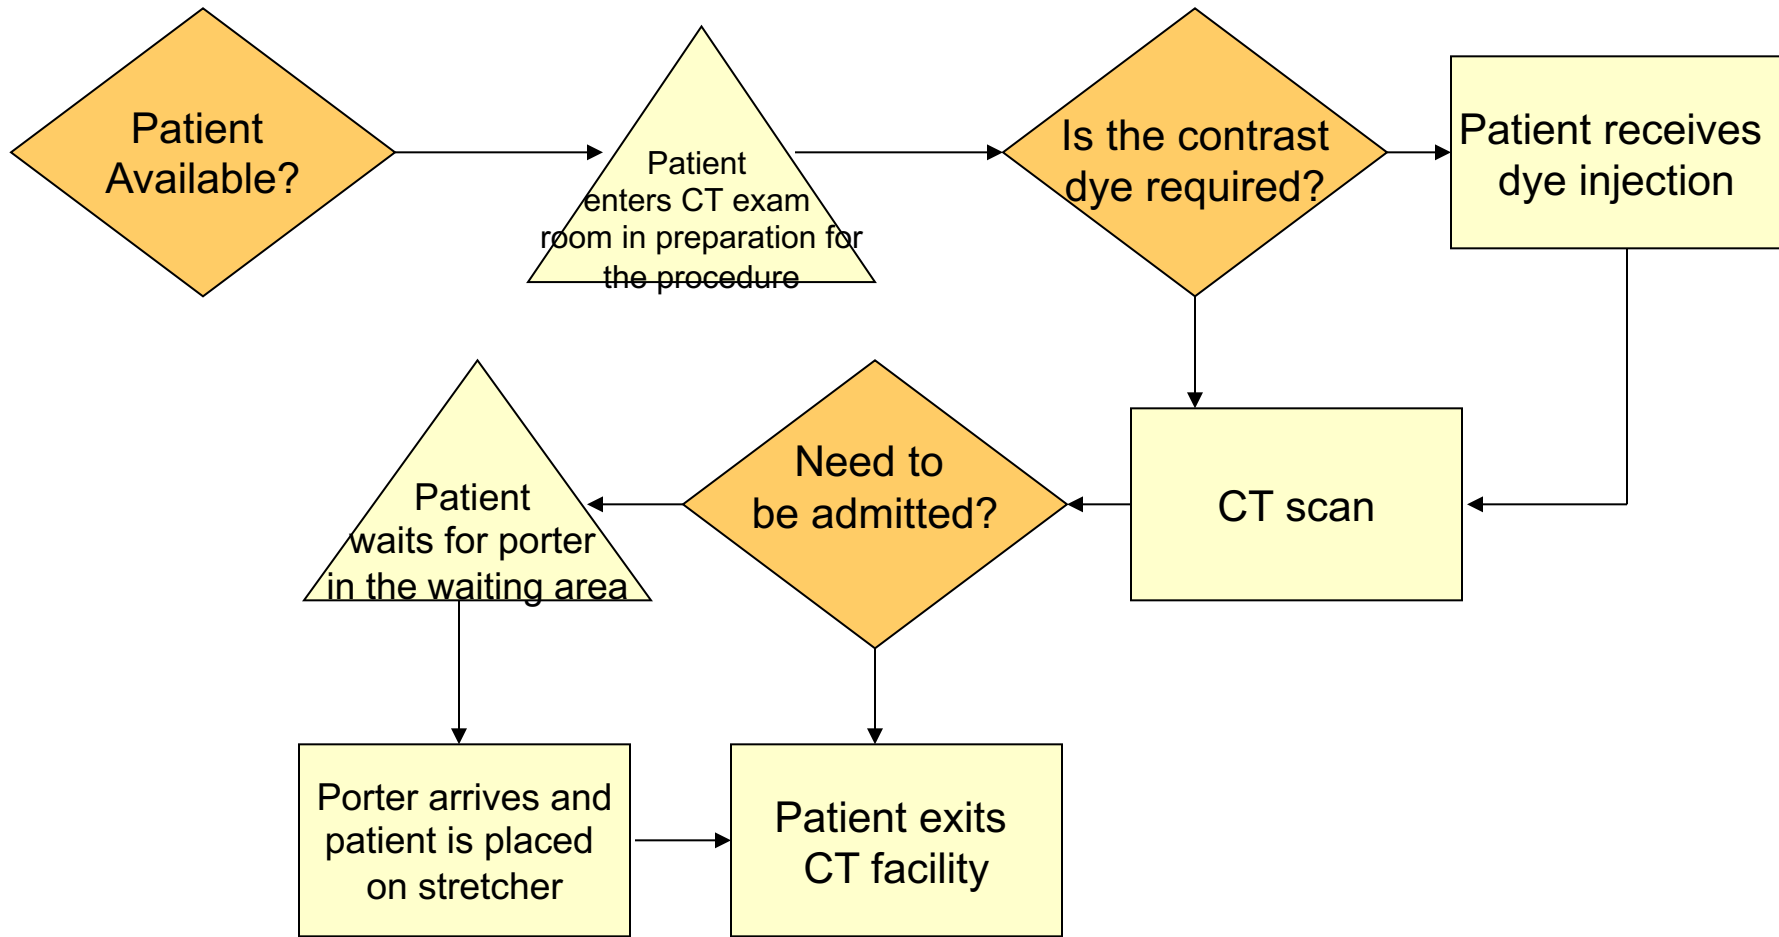 Patient
Available?
Patient
enters CT exam
room in preparation for
the procedure
Is the contrast
dye required?
Patient receives
dye injection
Patient
waits for porter
in the waiting area
Need to
be admitted?
CT scan
Porter arrives and
patient is placed
on stretcher
Patient exits
CT facility